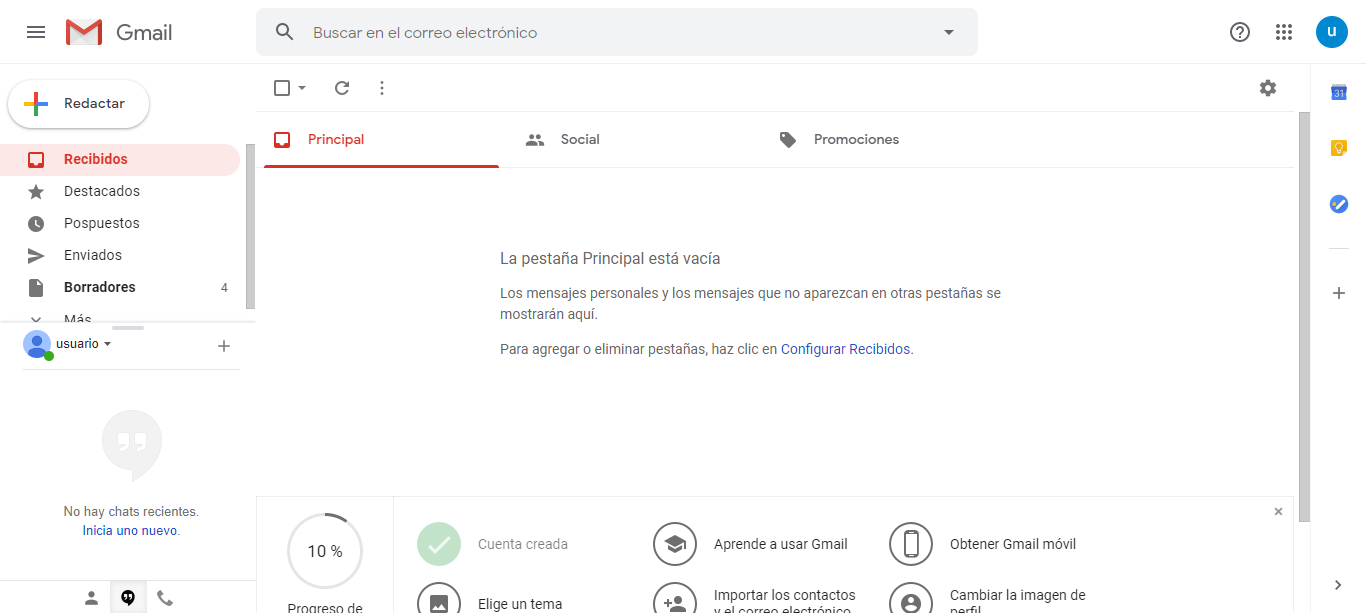 Gmail
Buscar en el correo electrónico
u
Redactar
Recibidos
Destacados
Pospuestos
Enviados
Borradores 4
Más
usuario
No hay chats recientes.
Inicia uno nuevo.
Principal
Social
Promociones
31
La pestaña Principal está vacía
Los mensajes personales y los mensajes que no aparezcan en otras pestañas se
mostrarán aquí.
Para agregar o eliminar pestañas, haz clic en Configurar Recibidos.
10 %
Progreso de
Cuenta creada
Aprende a usar Gmail
Obtener Gmail móvil
Elige un tema
Importar los contactos
y el correo electrónico
Cambiar la imagen de
perfil